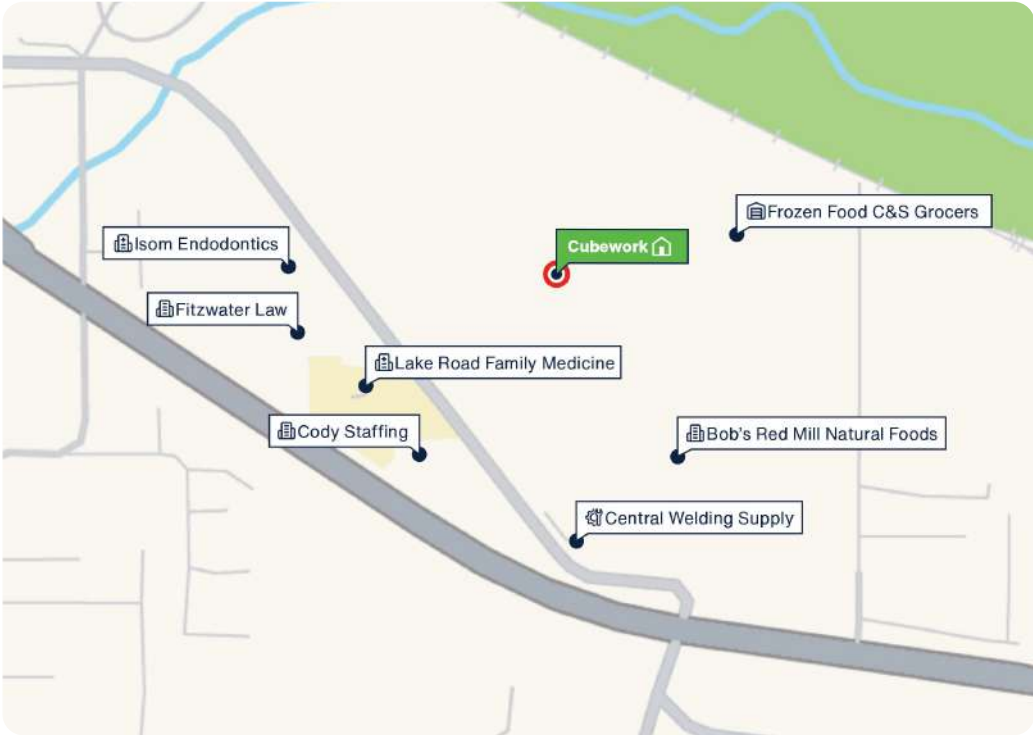 Frozen Food C&S Grocers
Isom Endodontics
Cubework
Fitzwater Law
Lake Road Family Medicine
Cody Staffing
Bob's Red Mill Natural Foods
Central Welding Supply